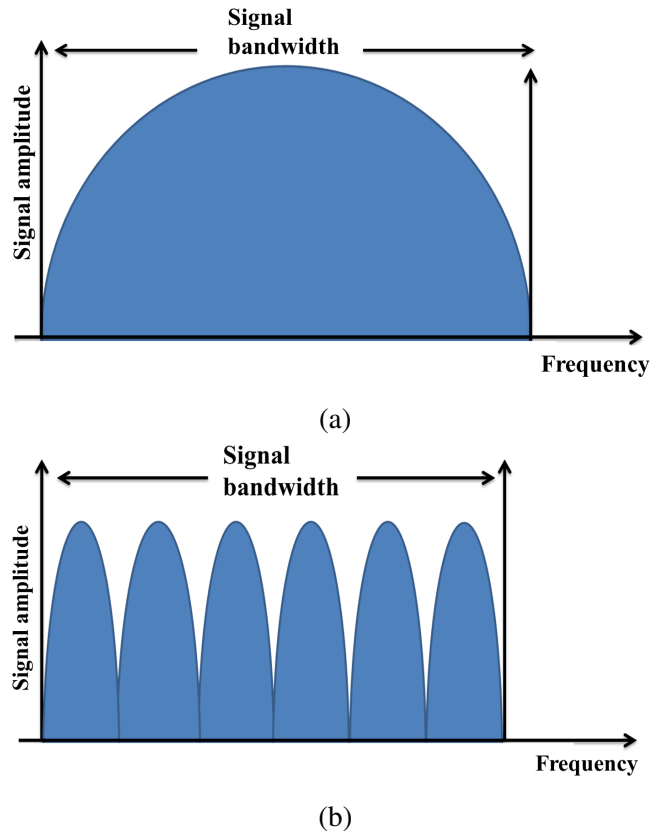 Signal
bandwidth
Signal amplitude
Frequency
(a)
Signal
bandwidth
Signal amplitude
Frequency
(b)